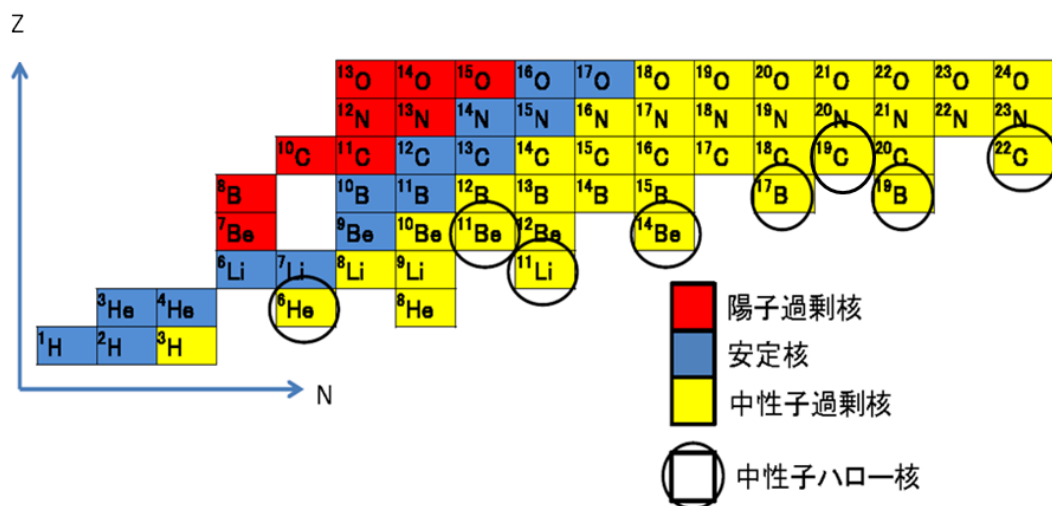 Z
¹³O ¹⁴O ¹⁵O ¹⁶O ¹⁷O ¹⁸O ¹⁹O ²⁰O ²¹O ²²O ²³O ²⁴O
¹²N ¹³N ¹⁴N ¹⁵N ¹⁶N ¹⁷N ¹⁸N ¹⁹N ²⁰N ²¹N ²²N ²³N
¹⁰C ¹¹C ¹²C ¹³C ¹⁴C ¹⁵C ¹⁶C ¹⁷C ¹⁸C ¹⁹C ²⁰C ²²C
⁸B ¹⁰B ¹¹B ¹²B ¹³B ¹⁴B ¹⁵B ¹⁷B ¹⁹B
⁷Be ⁹Be ¹⁰Be ¹¹Be ¹²Be ¹⁴Be
⁶Li ⁷Li ⁸Li ⁹Li ¹¹Li
³He ⁴He ⁶He ⁸He
¹H ²H ³H
N
陽子過剰核
安定核
中性子過剰核
中性子ハロー核